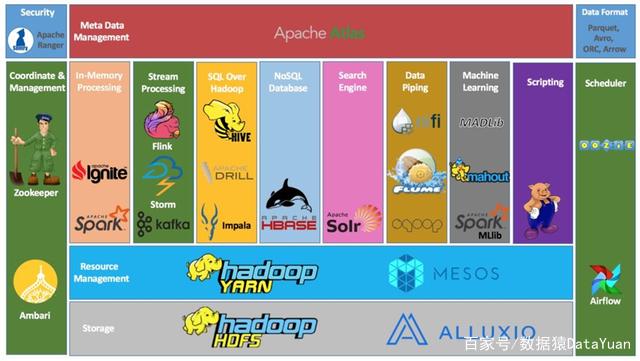 Security
Sentry
Apache
Ranger
Meta Data
Management
Apache Atlas
Data Format
Parquet,
Avro,
ORC, Arrow
Coordinate &
Management
Zookeeper
Ambari
In-Memory
Processing
APACHE
Ignite
APACHE
Spark
Stream
Processing
Flink
Storm
kafka
SQL Over
Hadoop
HIVE
APACHE
DRILL
Impala
NoSQL
Database
APACHE
HBASE
Search
Engine
Apache
Solr
Data
Piping
nifi
FLUME
sqoop
Machine
Learning
MADlib
mahout
APACHE
Spark
MLlib
Scripting
Scheduler
OOZIE
Airflow
Resource
Management
hadoop
YARN
MESOS
Storage
hadoop
HDFS
ALLUXIO
百家号/数据猿DataYuan